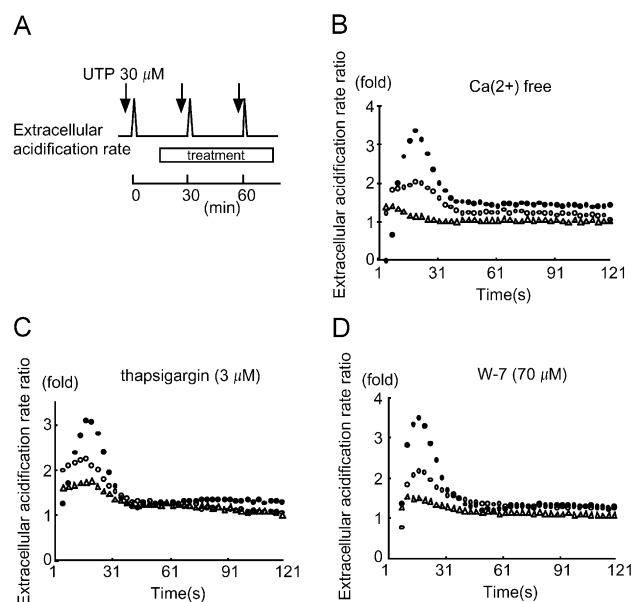 A
UTP 30 μM
Extracellular
acidification rate
treatment
0 30 60
(min)
B
(fold)
Ca(2+) free
Extracellular acidification rate ratio
4
3
2
1
0
1 31 61 91 121
Time(s)
C
(fold)
thapsigargin (3 μM)
Extracellular acidification rate ratio
3
2
1
0
1 31 61 91 121
Time(s)
D
(fold)
W-7 (70 μM)
Extracellular acidification rate ratio
4
3
2
1
0
1 31 61 91 121
Time(s)